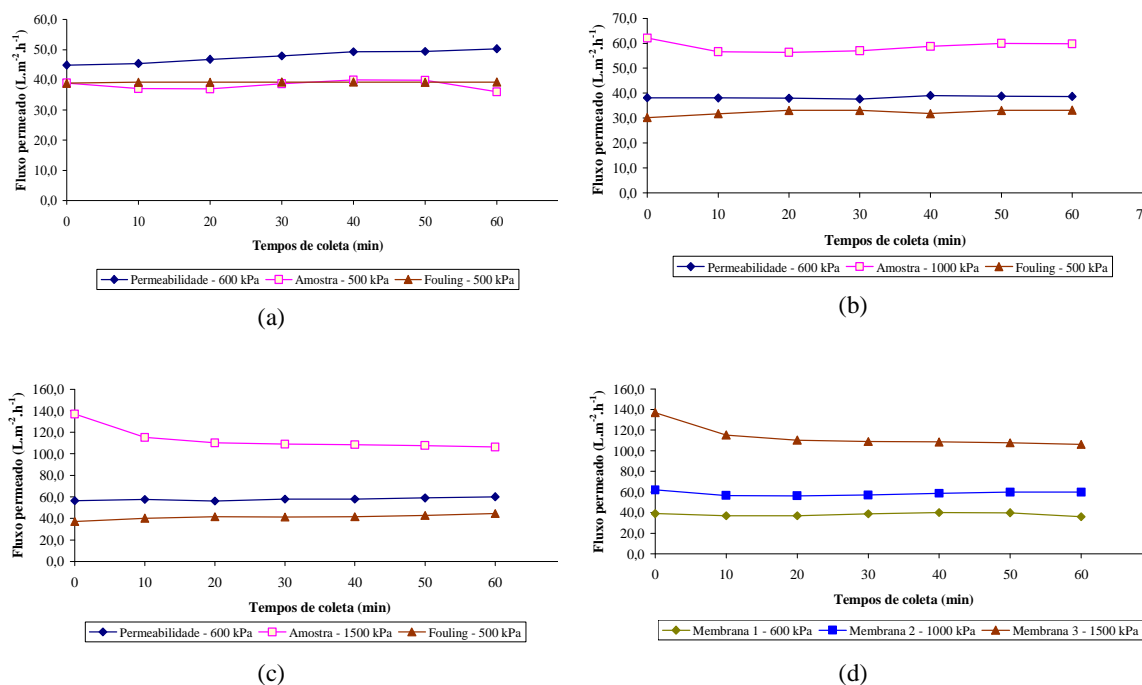 Fluxo permeado (L.m⁻².h⁻¹)
60,0
50,0
40,0
30,0
20,0
10,0
0,0
0 10 20 30 40 50 60
Tempos de coleta (min)
Permeabilidade - 600 kPa Amostra - 500 kPa Fouling - 500 kPa
(a)
Fluxo permeado (L.m⁻².h⁻¹)
70,0
60,0
50,0
40,0
30,0
20,0
10,0
0,0
0 10 20 30 40 50 60 7
Tempos de coleta (min)
Permeabilidade - 600 kPa Amostra - 1000 kPa Fouling - 500 kPa
(b)
Fluxo permeado (L.m⁻².h⁻¹)
160,0
140,0
120,0
100,0
80,0
60,0
40,0
20,0
0,0
0 10 20 30 40 50 60
Tempos de coleta (min)
Permeabilidade - 600 kPa Amostra - 1500 kPa Fouling - 500 kPa
(c)
Fluxo permeado (L.m⁻².h⁻¹)
160,0
140,0
120,0
100,0
80,0
60,0
40,0
20,0
0,0
0 10 20 30 40 50 60
Tempos de coleta (min)
Membrana 1 - 600 kPa Membrana 2 - 1000 kPa Membrana 3 - 1500 kPa
(d)